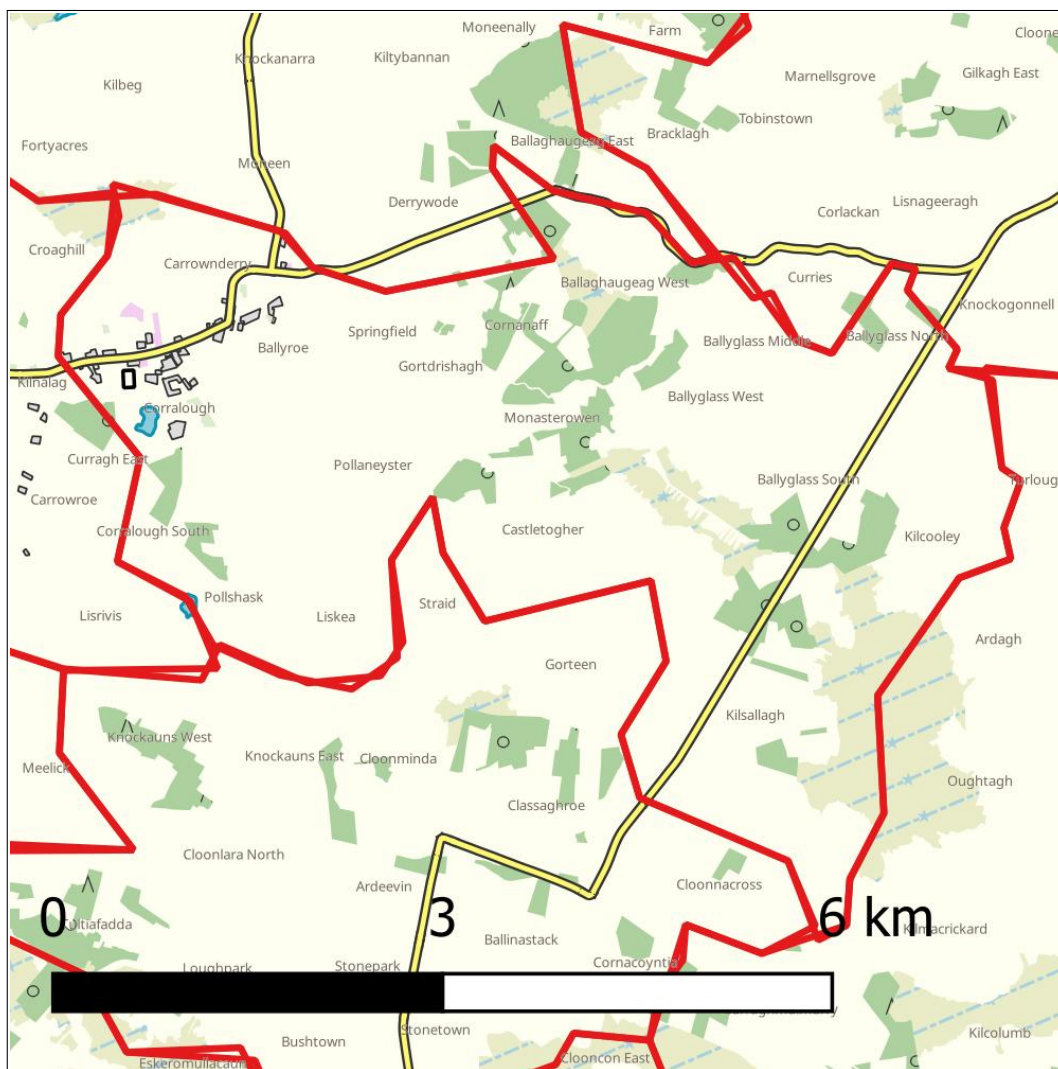 Moneenally
Farm
Cloone
Knockanarra
Kiltybannan
Kilbeg
Marnellsgrove
Gilkagh East
Tobinstown
Bracklagh
Ballaghaugeag East
Fortyacres
Moneen
Derrywode
Lisnageeragh
Corlackan
Croaghill
Carrownderry
Curries
Ballaghaugeag West
Knockogonnell
Springfield
Cornanaff
Ballyglass North
Ballyglass Middle
Ballyroe
Gortdrishagh
Kilnalag
Ballyglass West
Corralough
Monasterowen
Curragh East
Pollaneyster
Ballyglass South
Turloug
Carrowroe
Corralough South
Castletogher
Kilcooley
Pollshask
Straid
Lisrivis
Liskea
Ardagh
Gorteen
Kilsallagh
Knockauns West
Knockauns East
Cloonminda
Meelick
Oughtagh
Classaghroe
Cloonlara North
Ardeevin
Cloonnacross
0 3 6 km
Cultiafadda
Kilmacrickard
Ballinastack
Cornacoyntia
Loughpark
Stonepark
Stonetown
Kilcolumb
Bushtown
Clooncon East
Eskeromullacaun